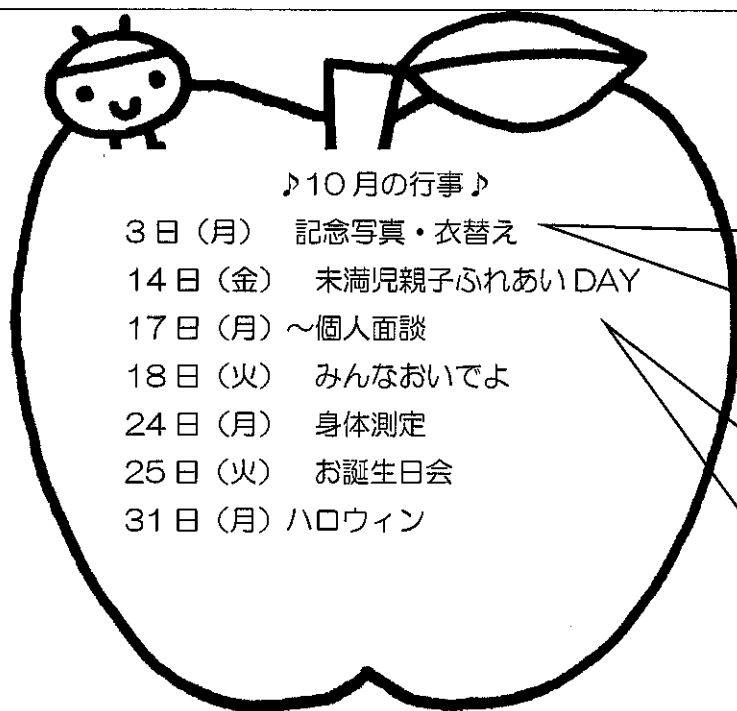 ♪10月の行事♪
3日（月） 記念写真・衣替え
14日（金） 未満児親子ふれあいDAY
17日（月）～個人面談
18日（火） みんなおいでよ
24日（月） 身体測定
25日（火） お誕生日会
31日（月）ハロウィン